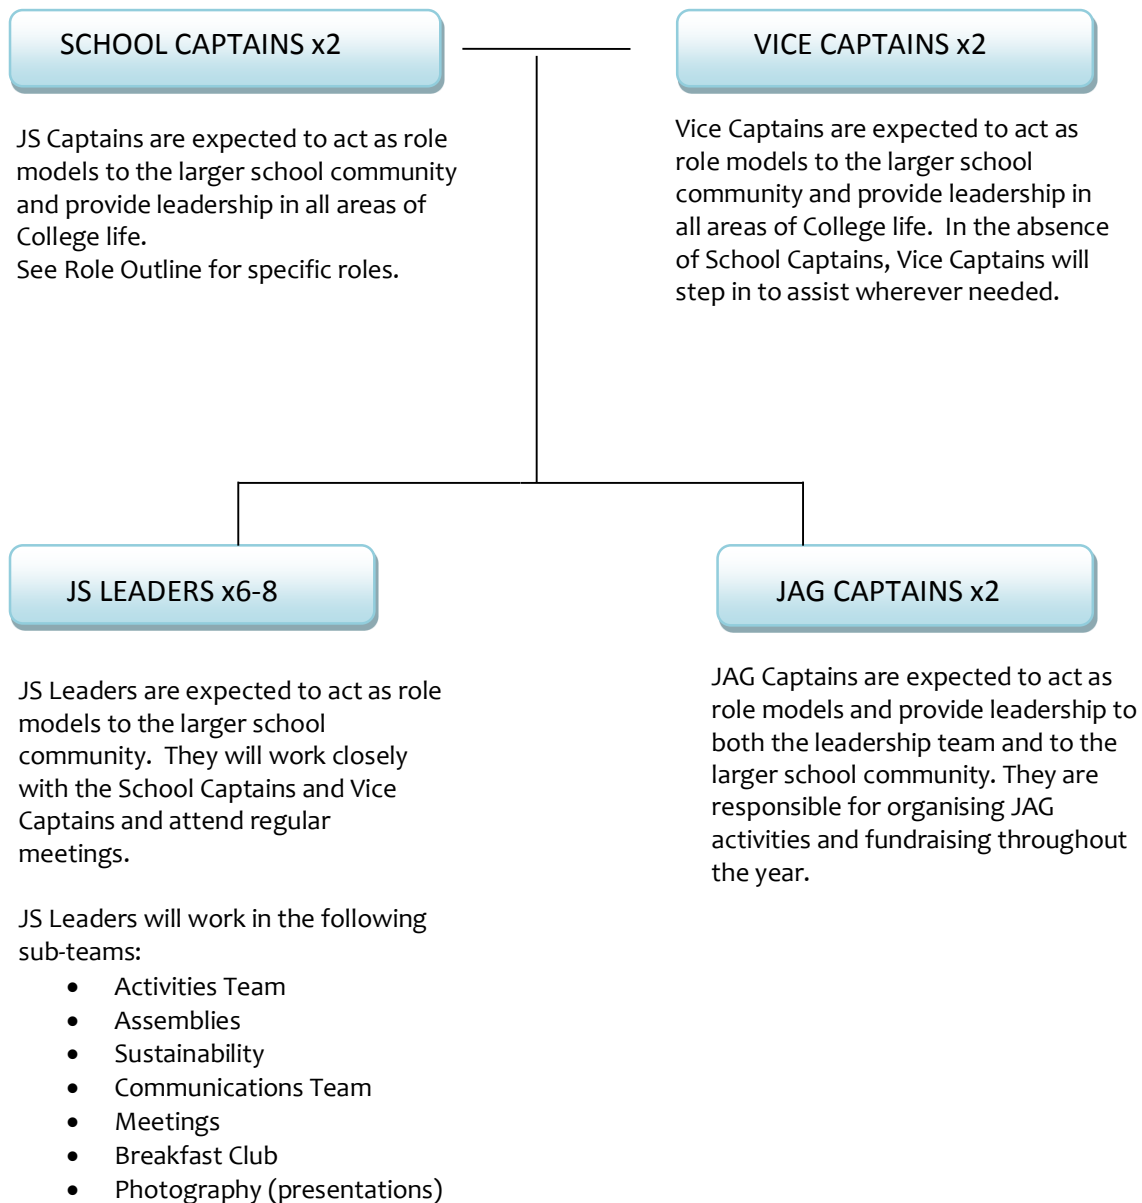 SCHOOL CAPTAINS x2
JS Captains are expected to act as role
models to the larger school community
and provide leadership in all areas of
College life.
See Role Outline for specific roles.
VICE CAPTAINS x2
Vice Captains are expected to act as
role models to the larger school
community and provide leadership in
all areas of College life.  In the absence
of School Captains, Vice Captains will
step in to assist wherever needed.
JS LEADERS x6-8
JS Leaders are expected to act as role
models to the larger school
community.  They will work closely
with the School Captains and Vice
Captains and attend regular
meetings.
JS Leaders will work in the following
sub-teams:
• Activities Team
• Assemblies
• Sustainability
• Communications Team
• Meetings
• Breakfast Club
• Photography (presentations)
JAG CAPTAINS x2
JAG Captains are expected to act as
role models and provide leadership to
both the leadership team and to the
larger school community. They are
responsible for organising JAG
activities and fundraising throughout
the year.